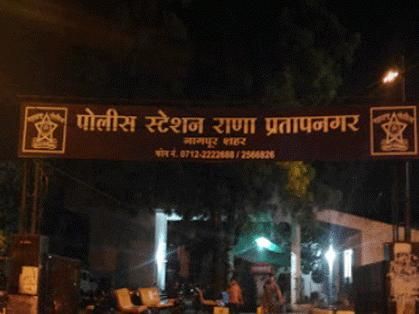 पोलीस स्टेशन राणा प्रतापनगर
नागपूर शहर
फोन नं. 0712-2222688 / 2566826